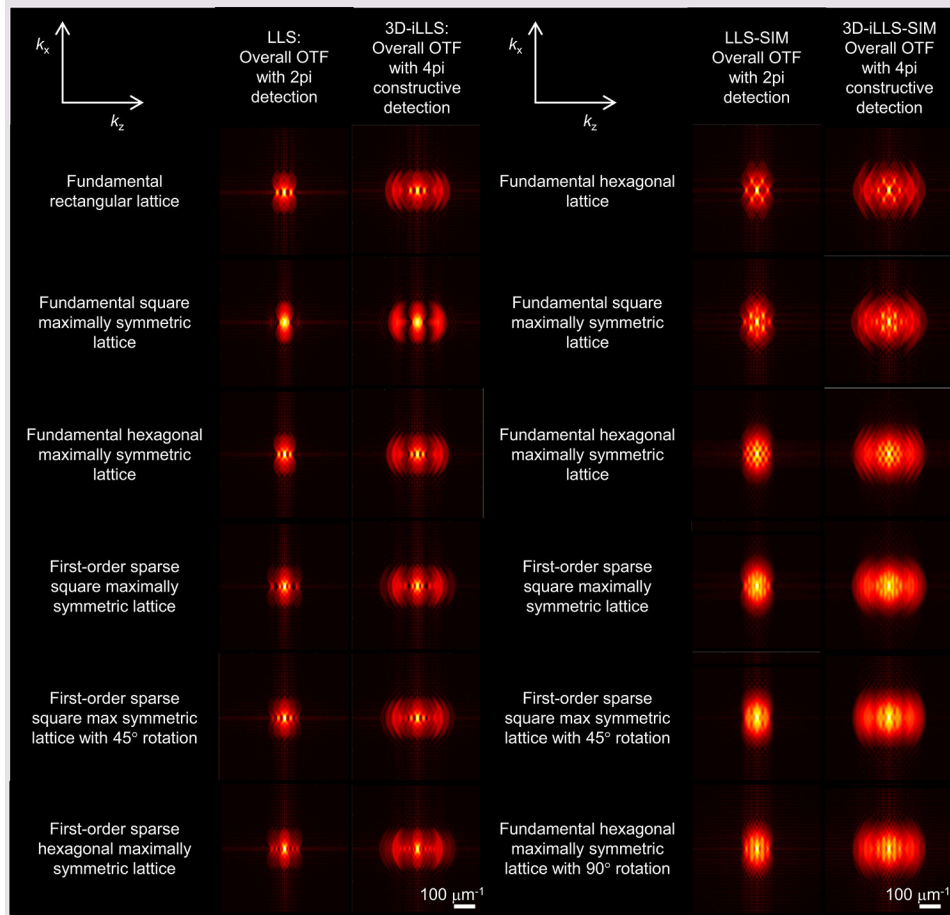 kx
kz
LLS:
Overall OTF
with 2pi
detection
3D-iLLS:
Overall OTF
with 4pi
constructive
detection
kx
kz
LLS-SIM
Overall OTF
with 2pi
detection
3D-iLLS-SIM
Overall OTF
with 4pi
constructive
detection
Fundamental
rectangular lattice
Fundamental hexagonal
lattice
Fundamental square
maximally symmetric
lattice
Fundamental square
maximally symmetric
lattice
Fundamental hexagonal
maximally symmetric
lattice
Fundamental hexagonal
maximally symmetric
lattice
First-order sparse
square maximally
symmetric lattice
First-order sparse
square maximally
symmetric lattice
First-order sparse
square max symmetric
lattice with 45° rotation
First-order sparse
square max symmetric
lattice with 45° rotation
First-order sparse
hexagonal maximally
symmetric lattice
Fundamental hexagonal
maximally symmetric
lattice with 90° rotation
100 μm⁻¹
100 μm⁻¹